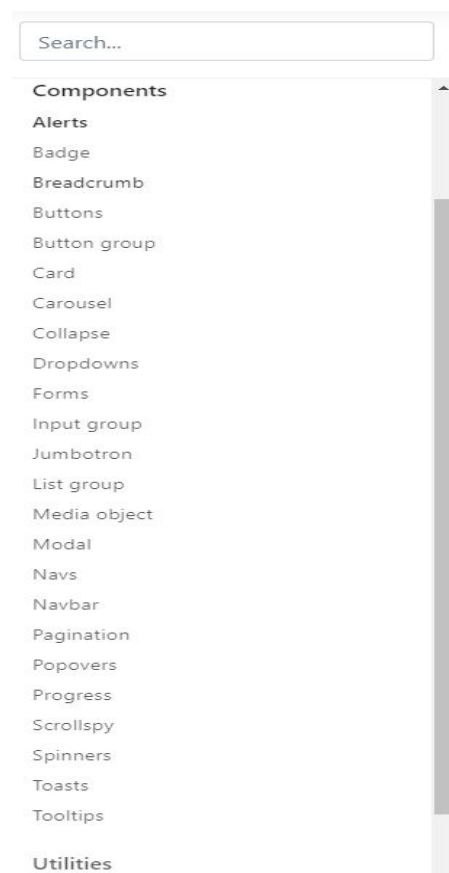 Search...
Components
Alerts
Badge
Breadcrumb
Buttons
Button group
Card
Carousel
Collapse
Dropdowns
Forms
Input group
Jumbotron
List group
Media object
Modal
Navs
Navbar
Pagination
Popovers
Progress
Scrollspy
Spinners
Toasts
Tooltips
Utilities